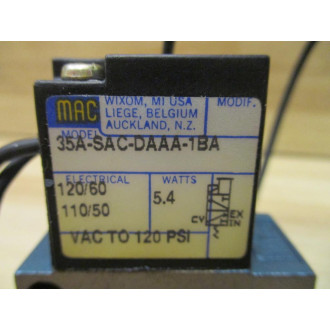 MAC
WIXOM, MI USA
LIEGE, BELGIUM
AUCKLAND, N.Z.
MODIF.
MODEL
35A-SAC-DAAA-1BA
ELECTRICAL
WATTS
120/60
110/50
5.4
CYL
EX
IN
VAC TO 120 PSI